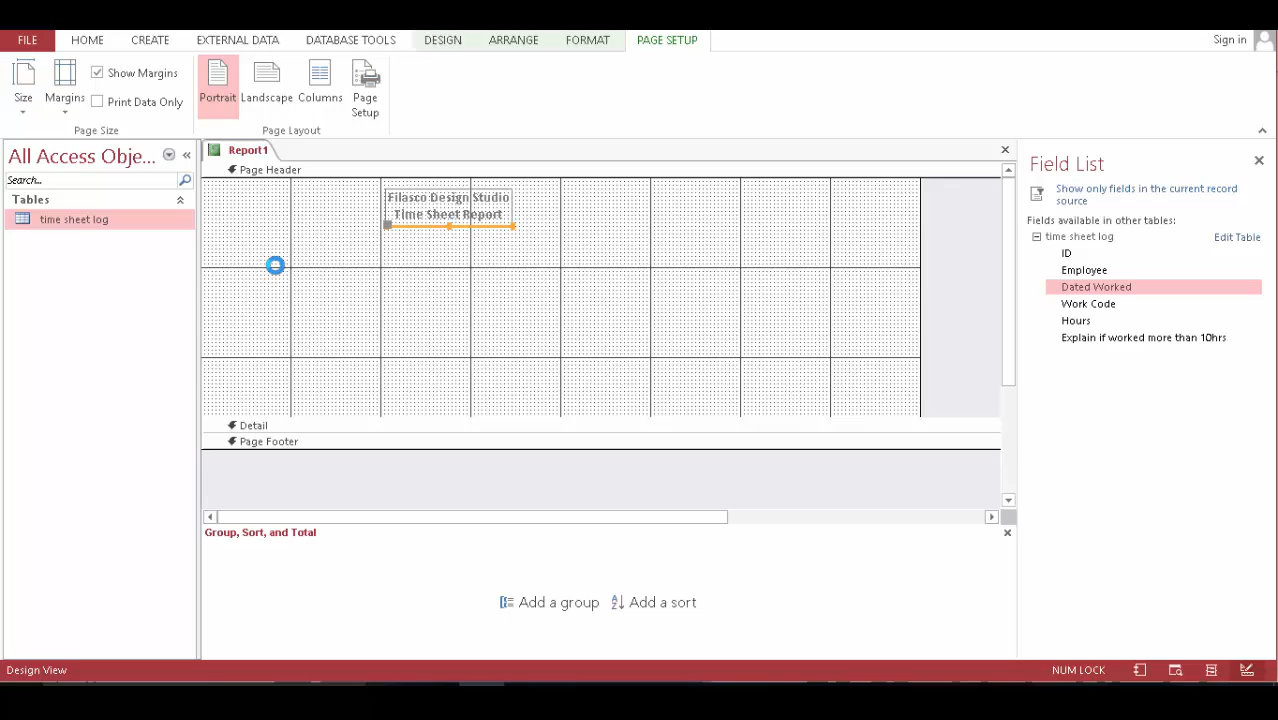 FILE HOME CREATE EXTERNAL DATA DATABASE TOOLS DESIGN ARRANGE FORMAT PAGE SETUP Sign in
Size
Margins
Show Margins
Print Data Only
Page Size
Portrait
Landscape
Columns
Page
Setup
Page Layout
All Access Obje...
Search...
Tables
time sheet log
Report1
Page Header
Filasco Design Studio
Time Sheet Report
Detail
Page Footer
Group, Sort, and Total
Add a group
Add a sort
Field List
Show only fields in the current record
source
Fields available in other tables:
time sheet log Edit Table
ID
Employee
Dated Worked
Work Code
Hours
Explain if worked more than 10hrs
Design View
NUM LOCK